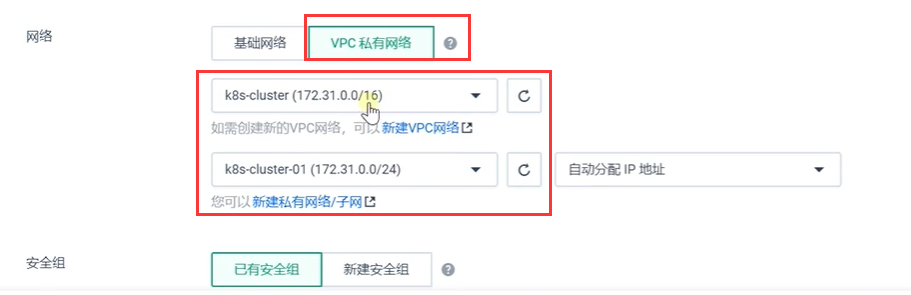 网络 基础网络 VPC 私有网络 ?
k8s-cluster (172.31.0.0/16)
如需创建新的VPC网络，可以新建VPC网络
k8s-cluster-01 (172.31.0.0/24) 自动分配 IP 地址
您可以新建私有网络/子网
安全组 已有安全组 新建安全组 ?